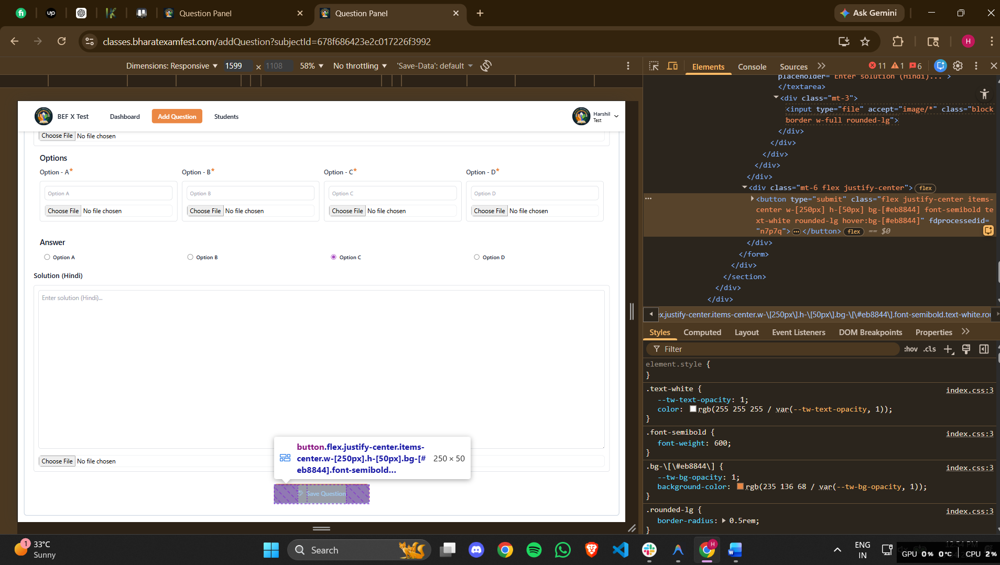 Question Panel
Question Panel
Ask Gemini
classes.bharatexamfest.com/addQuestion?subjectId=678f686423e2c017226f3992
H
Dimensions: Responsive
1599
×
1108
58%
No throttling
'Save-Data': default
Elements
Console
Sources
11
1
6
BEF X Test
Dashboard
Add Question
Students
Harshil
Test
Choose File No file chosen
Options
Option - A*
Option - B*
Option - C*
Option - D*
Option A
Option B
Option C
Option D
Choose File No file chosen
Choose File No file chosen
Choose File No file chosen
Choose File No file chosen
Answer
Option A
Option B
Option C
Option D
Solution (Hindi)
Enter solution (Hindi)...
Choose File No file chosen
button.flex.justify-center.items-
center.w-[250px].h-[50px].bg-[#
eb8844].font-semibold...
250 × 50
Save Question
placeholder="Enter solution (Hindi)...">
</textarea>
<div class="mt-3">
<input type="file" accept="image/*" class="block
border w-full rounded-lg">
</div>
</div>
</div>
</div>
</div>
<div class="mt-6 flex justify-center"> flex
<button type="submit" class="flex justify-center items-
center w-[250px] h-[50px] bg-[#eb8844] font-semibold te
xt-white rounded-lg hover:bg-[#eb8844]" fdprocessedid=
"n7p7q"> ... </button> flex == $0
</div>
</form>
</div>
</section>
</div>
</div>
ex.justify-center.items-center.w-\[250px\].h-\[50px\].bg-\[\#eb8844\].font-semibold.text-white.rou
Styles
Computed
Layout
Event Listeners
DOM Breakpoints
Properties
Filter
:hov
.cls
element.style {
}
.text-white {
index.css:3
--tw-text-opacity: 1;
color: rgb(255 255 255 / var(--tw-text-opacity, 1));
}
.font-semibold {
index.css:3
font-weight: 600;
}
.bg-\[\#eb8844\] {
index.css:3
--tw-bg-opacity: 1;
background-color: rgb(235 136 68 / var(--tw-bg-opacity, 1));
}
.rounded-lg {
index.css:3
border-radius: 0.5rem;
}
1
33°C
Sunny
Search
ENG
IN
12:54 PM
GPU 0% 0°C
CPU 2%